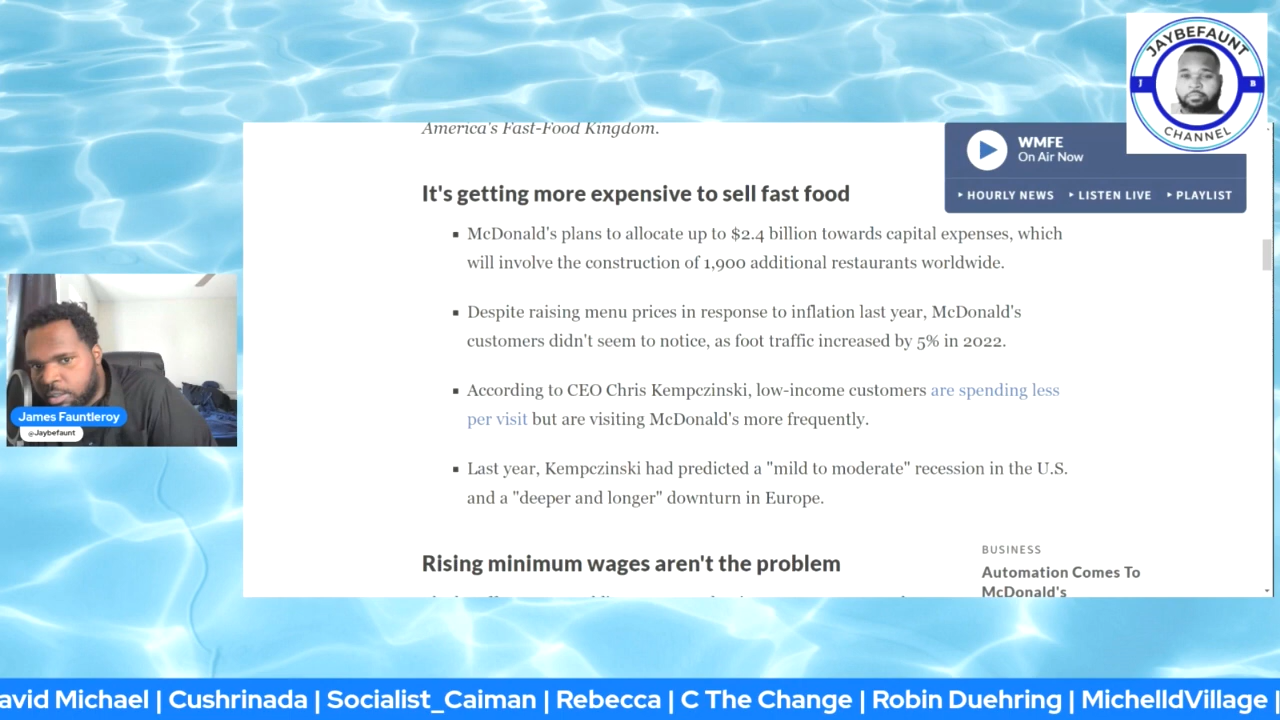 JAYBEFAUNT
J B
CHANNEL
America's Fast-Food Kingdom.
WMFE
On Air Now
HOURLY NEWS LISTEN LIVE PLAYLIST
It's getting more expensive to sell fast food
McDonald's plans to allocate up to $2.4 billion towards capital expenses, which
will involve the construction of 1,900 additional restaurants worldwide.
Despite raising menu prices in response to inflation last year, McDonald's
customers didn't seem to notice, as foot traffic increased by 5% in 2022.
According to CEO Chris Kempczinski, low-income customers are spending less
per visit but are visiting McDonald's more frequently.
Last year, Kempczinski had predicted a "mild to moderate" recession in the U.S.
and a "deeper and longer" downturn in Europe.
Rising minimum wages aren't the problem
BUSINESS
Automation Comes To
McDonald's
James Fauntleroy
@Jaybefaunt
avid Michael | Cushrinada | Socialist_Caiman | Rebecca | C The Change | Robin Duehring | MichelldVillage |